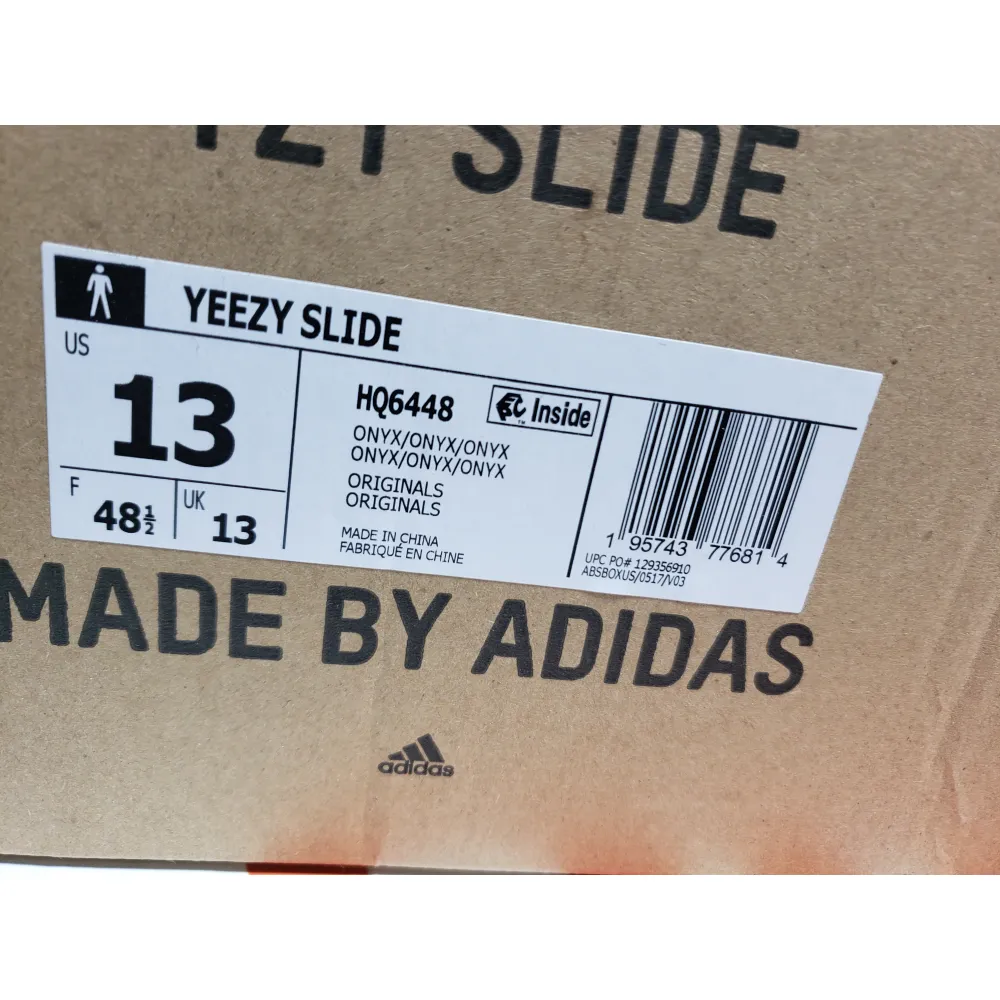 SLIDE
YEEZY SLIDE
US
13
F
48½
UK
13
HQ6448
EC™ Inside
ONYX/ONYX/ONYX
ONYX/ONYX/ONYX
ORIGINALS
ORIGINALS
MADE IN CHINA
FABRIQUÉ EN CHINE
1 95743 77681 4
UPC PO# 129356910
ABSBOXUS/0517/V03
MADE BY ADIDAS
adidas